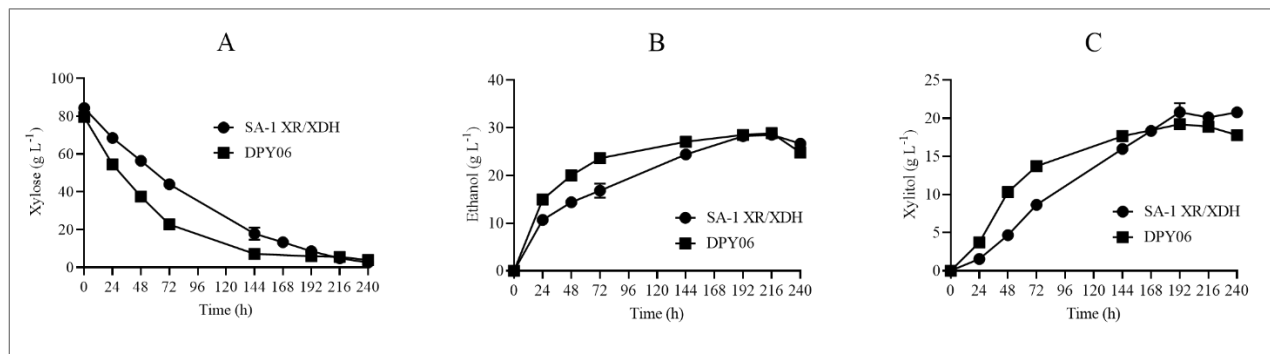 A
Xylose (g L⁻¹)
100
80
60
40
20
0
SA-1 XR/XDH
DPY06
0 24 48 72 96 120 144 168 192 216 240
Time (h)
B
Ethanol (g L⁻¹)
40
30
20
10
0
SA-1 XR/XDH
DPY06
0 24 48 72 96 120 144 168 192 216 240
Time (h)
C
Xylitol (g L⁻¹)
25
20
15
10
5
0
SA-1 XR/XDH
DPY06
0 24 48 72 96 120 144 168 192 216 240
Time (h)